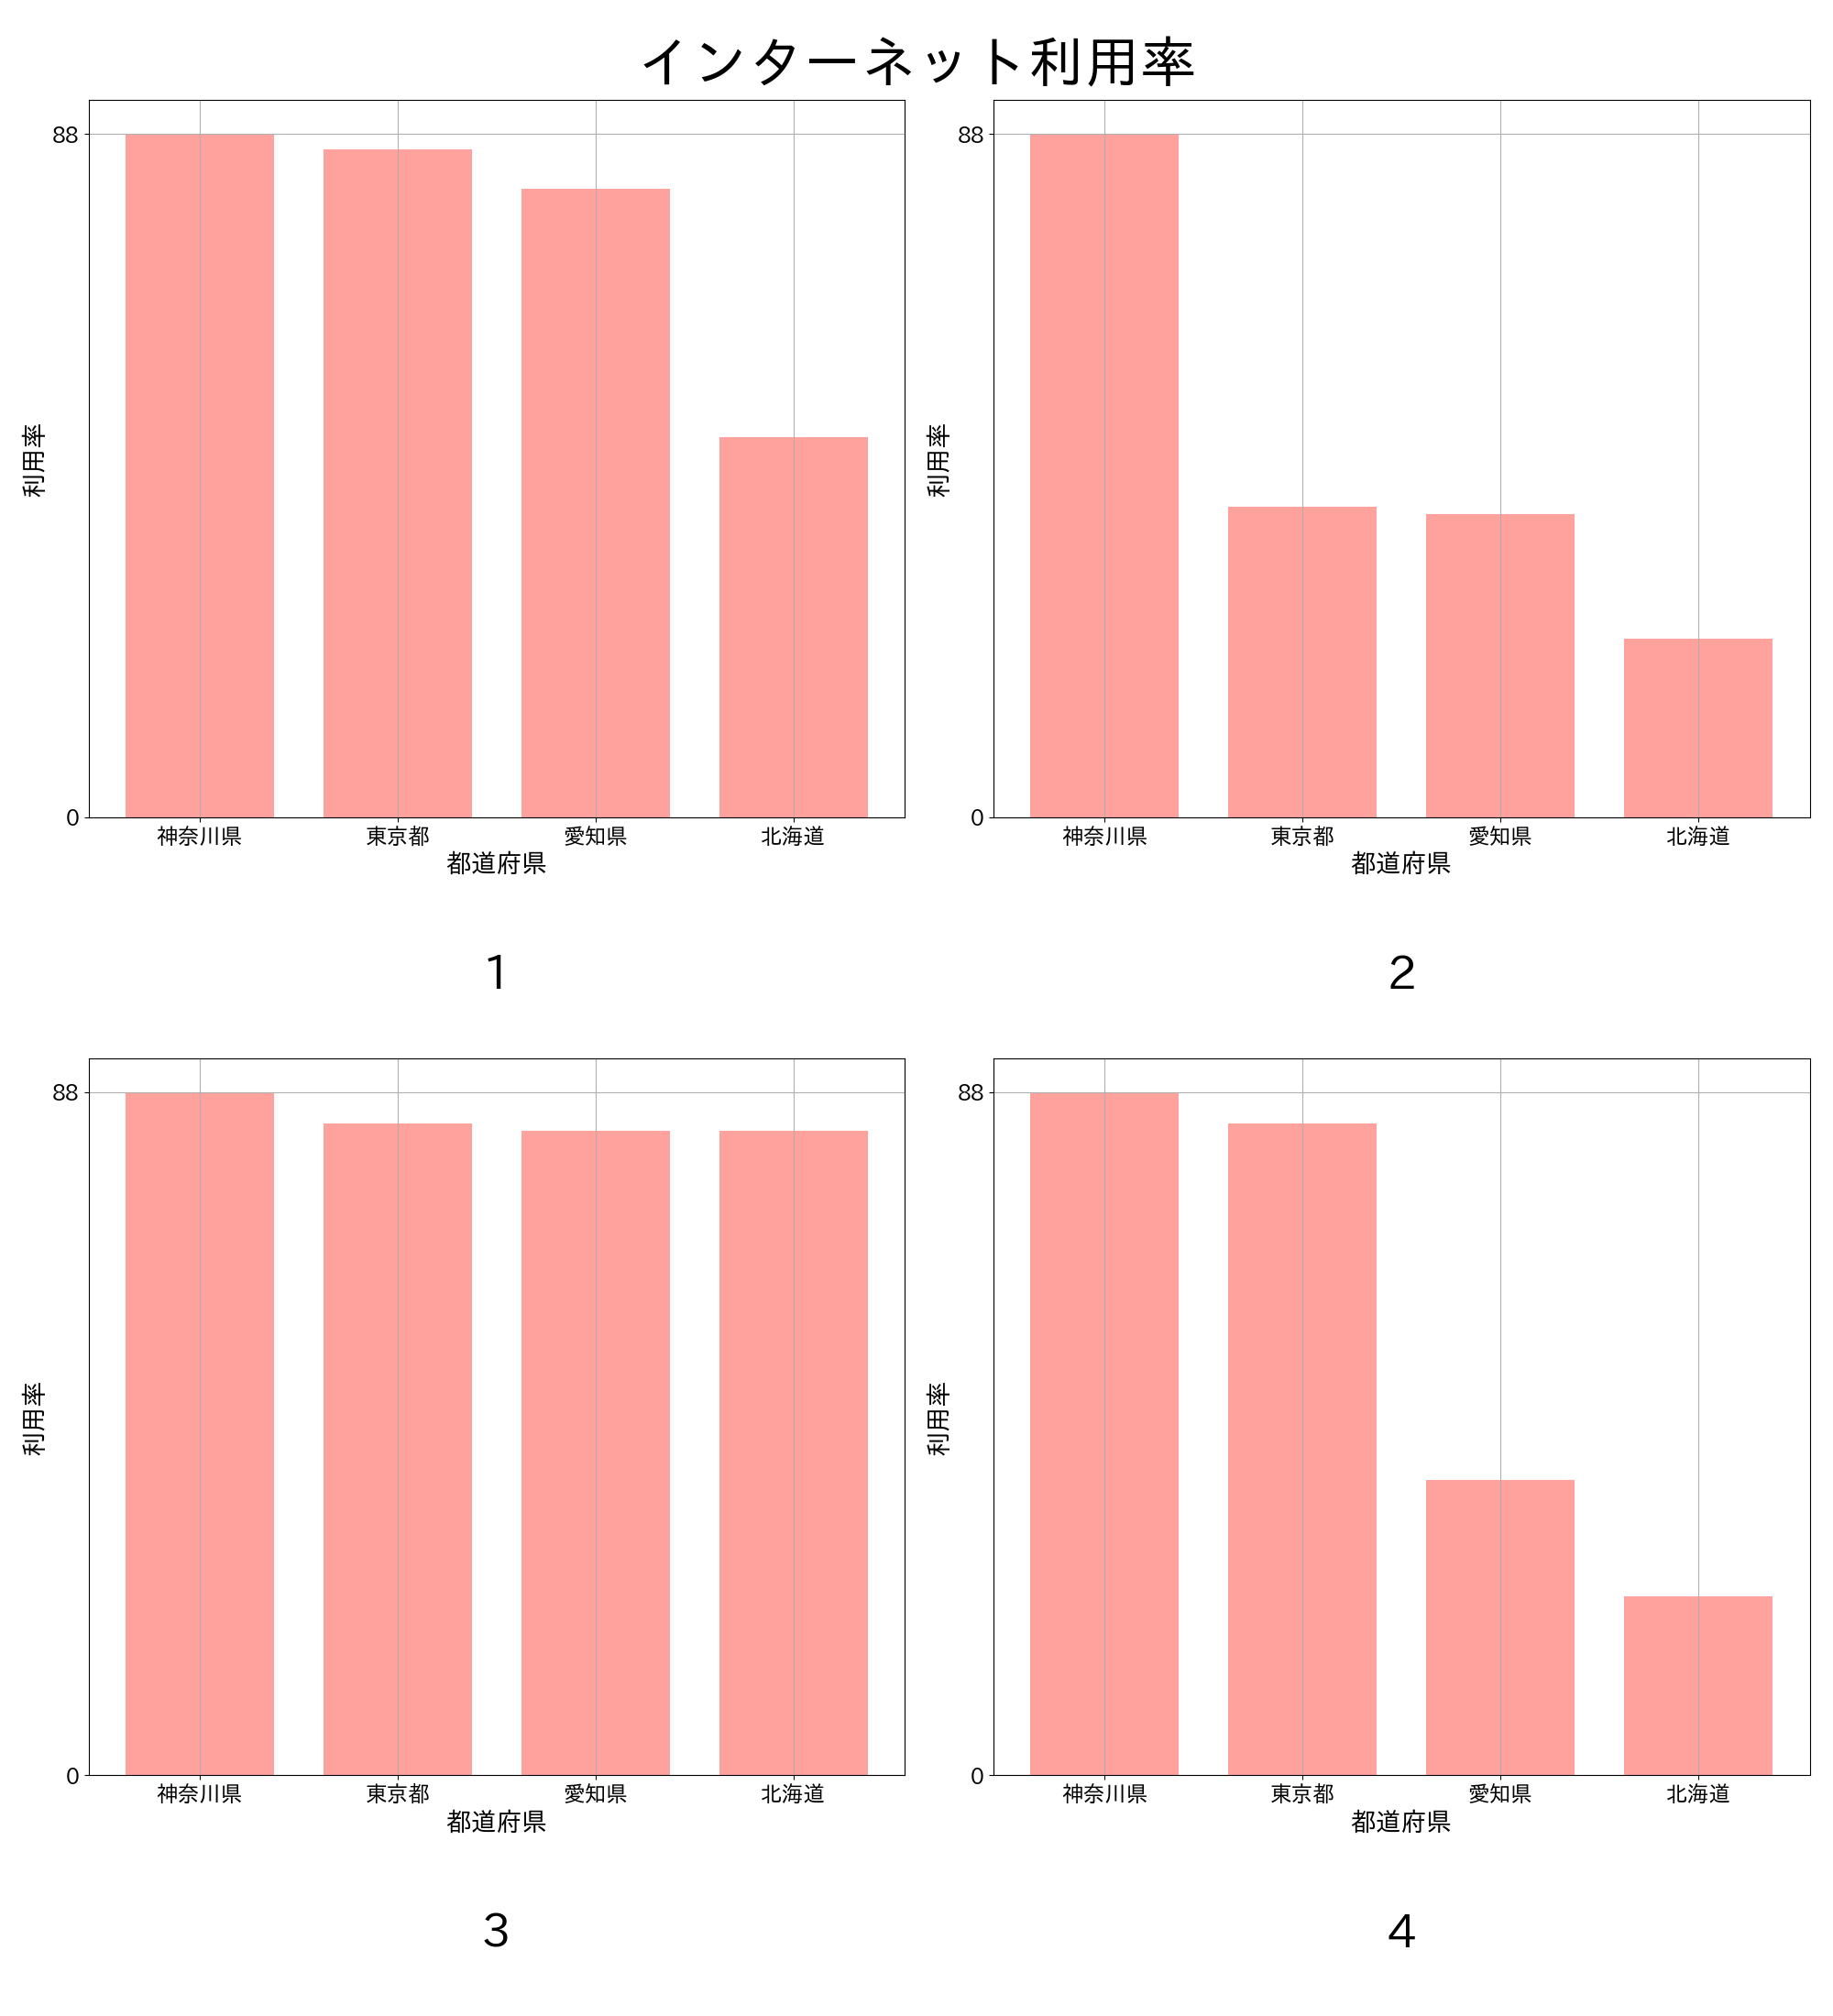 インターネット利用率
88
0
利用率
神奈川県 東京都 愛知県 北海道
都道府県
1
88
0
利用率
神奈川県 東京都 愛知県 北海道
都道府県
2
88
0
利用率
神奈川県 東京都 愛知県 北海道
都道府県
3
88
0
利用率
神奈川県 東京都 愛知県 北海道
都道府県
4